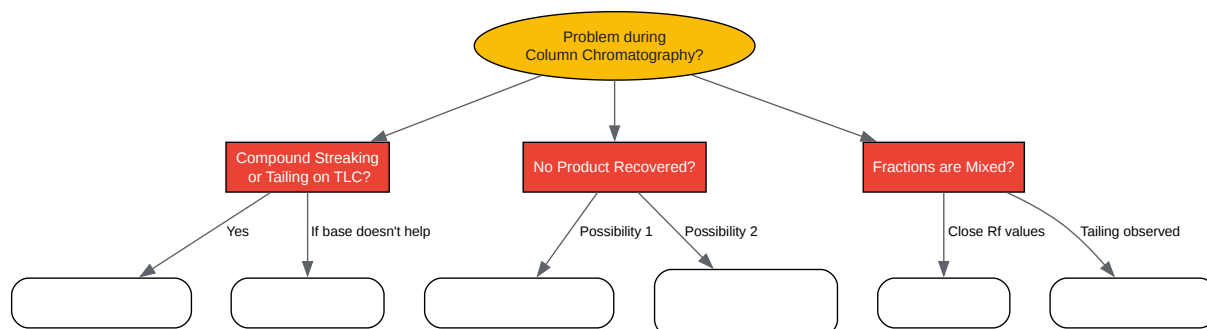 Problem during
Column Chromatography?
Compound Streaking
or Tailing on TLC?
No Product Recovered?
Fractions are Mixed?
Yes
If base doesn't help
Possibility 1
Possibility 2
Close Rf values
Tailing observed